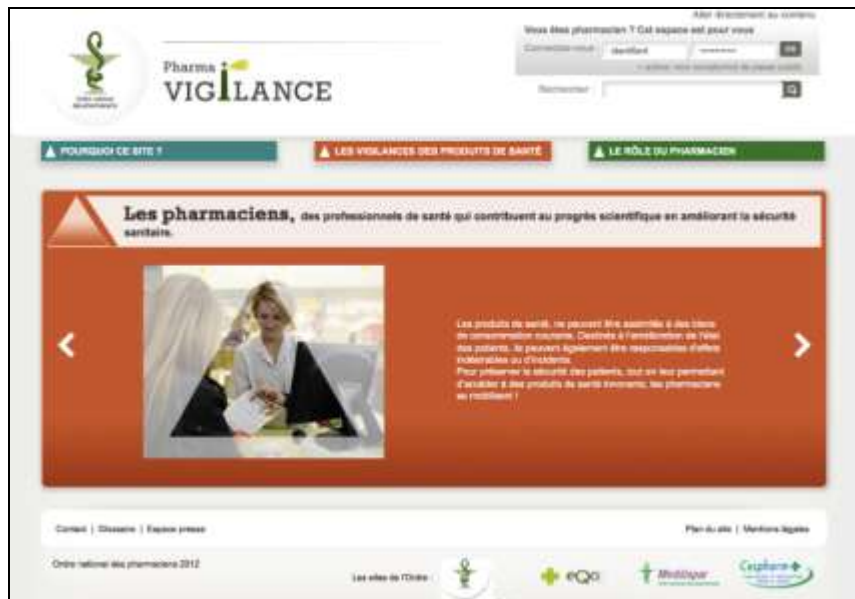 Aller directement au contenu
Vous êtes pharmacien ? Cet espace est pour vous
Connectez-vous identifiant
Rechercher
Pharma
VIGILANCE
POURQUOI CE SITE ?
LES VIGILANCES DES PRODUITS DE SANTÉ
LE RÔLE DU PHARMACIEN
Les pharmaciens, des professionnels de santé qui contribuent au progrès scientifique en améliorant la sécurité
sanitaire.
Les produits de santé, ne peuvent être assimilés à des biens
de consommation courante. Destinés à l'amélioration de l'état
des patients, ils peuvent également être responsables d'effets
indésirables ou d'incidents.
Pour préserver la sécurité des patients, tout en leur permettant
d'accéder à des produits de santé innovants, les pharmaciens
se mobilisent !
Contact | Glossaire | Espace presse
Plan du site | Mentions légales
Ordre national des pharmaciens 2012
Les sites de l'Ordre
eQo
Meddispar
Cespharm